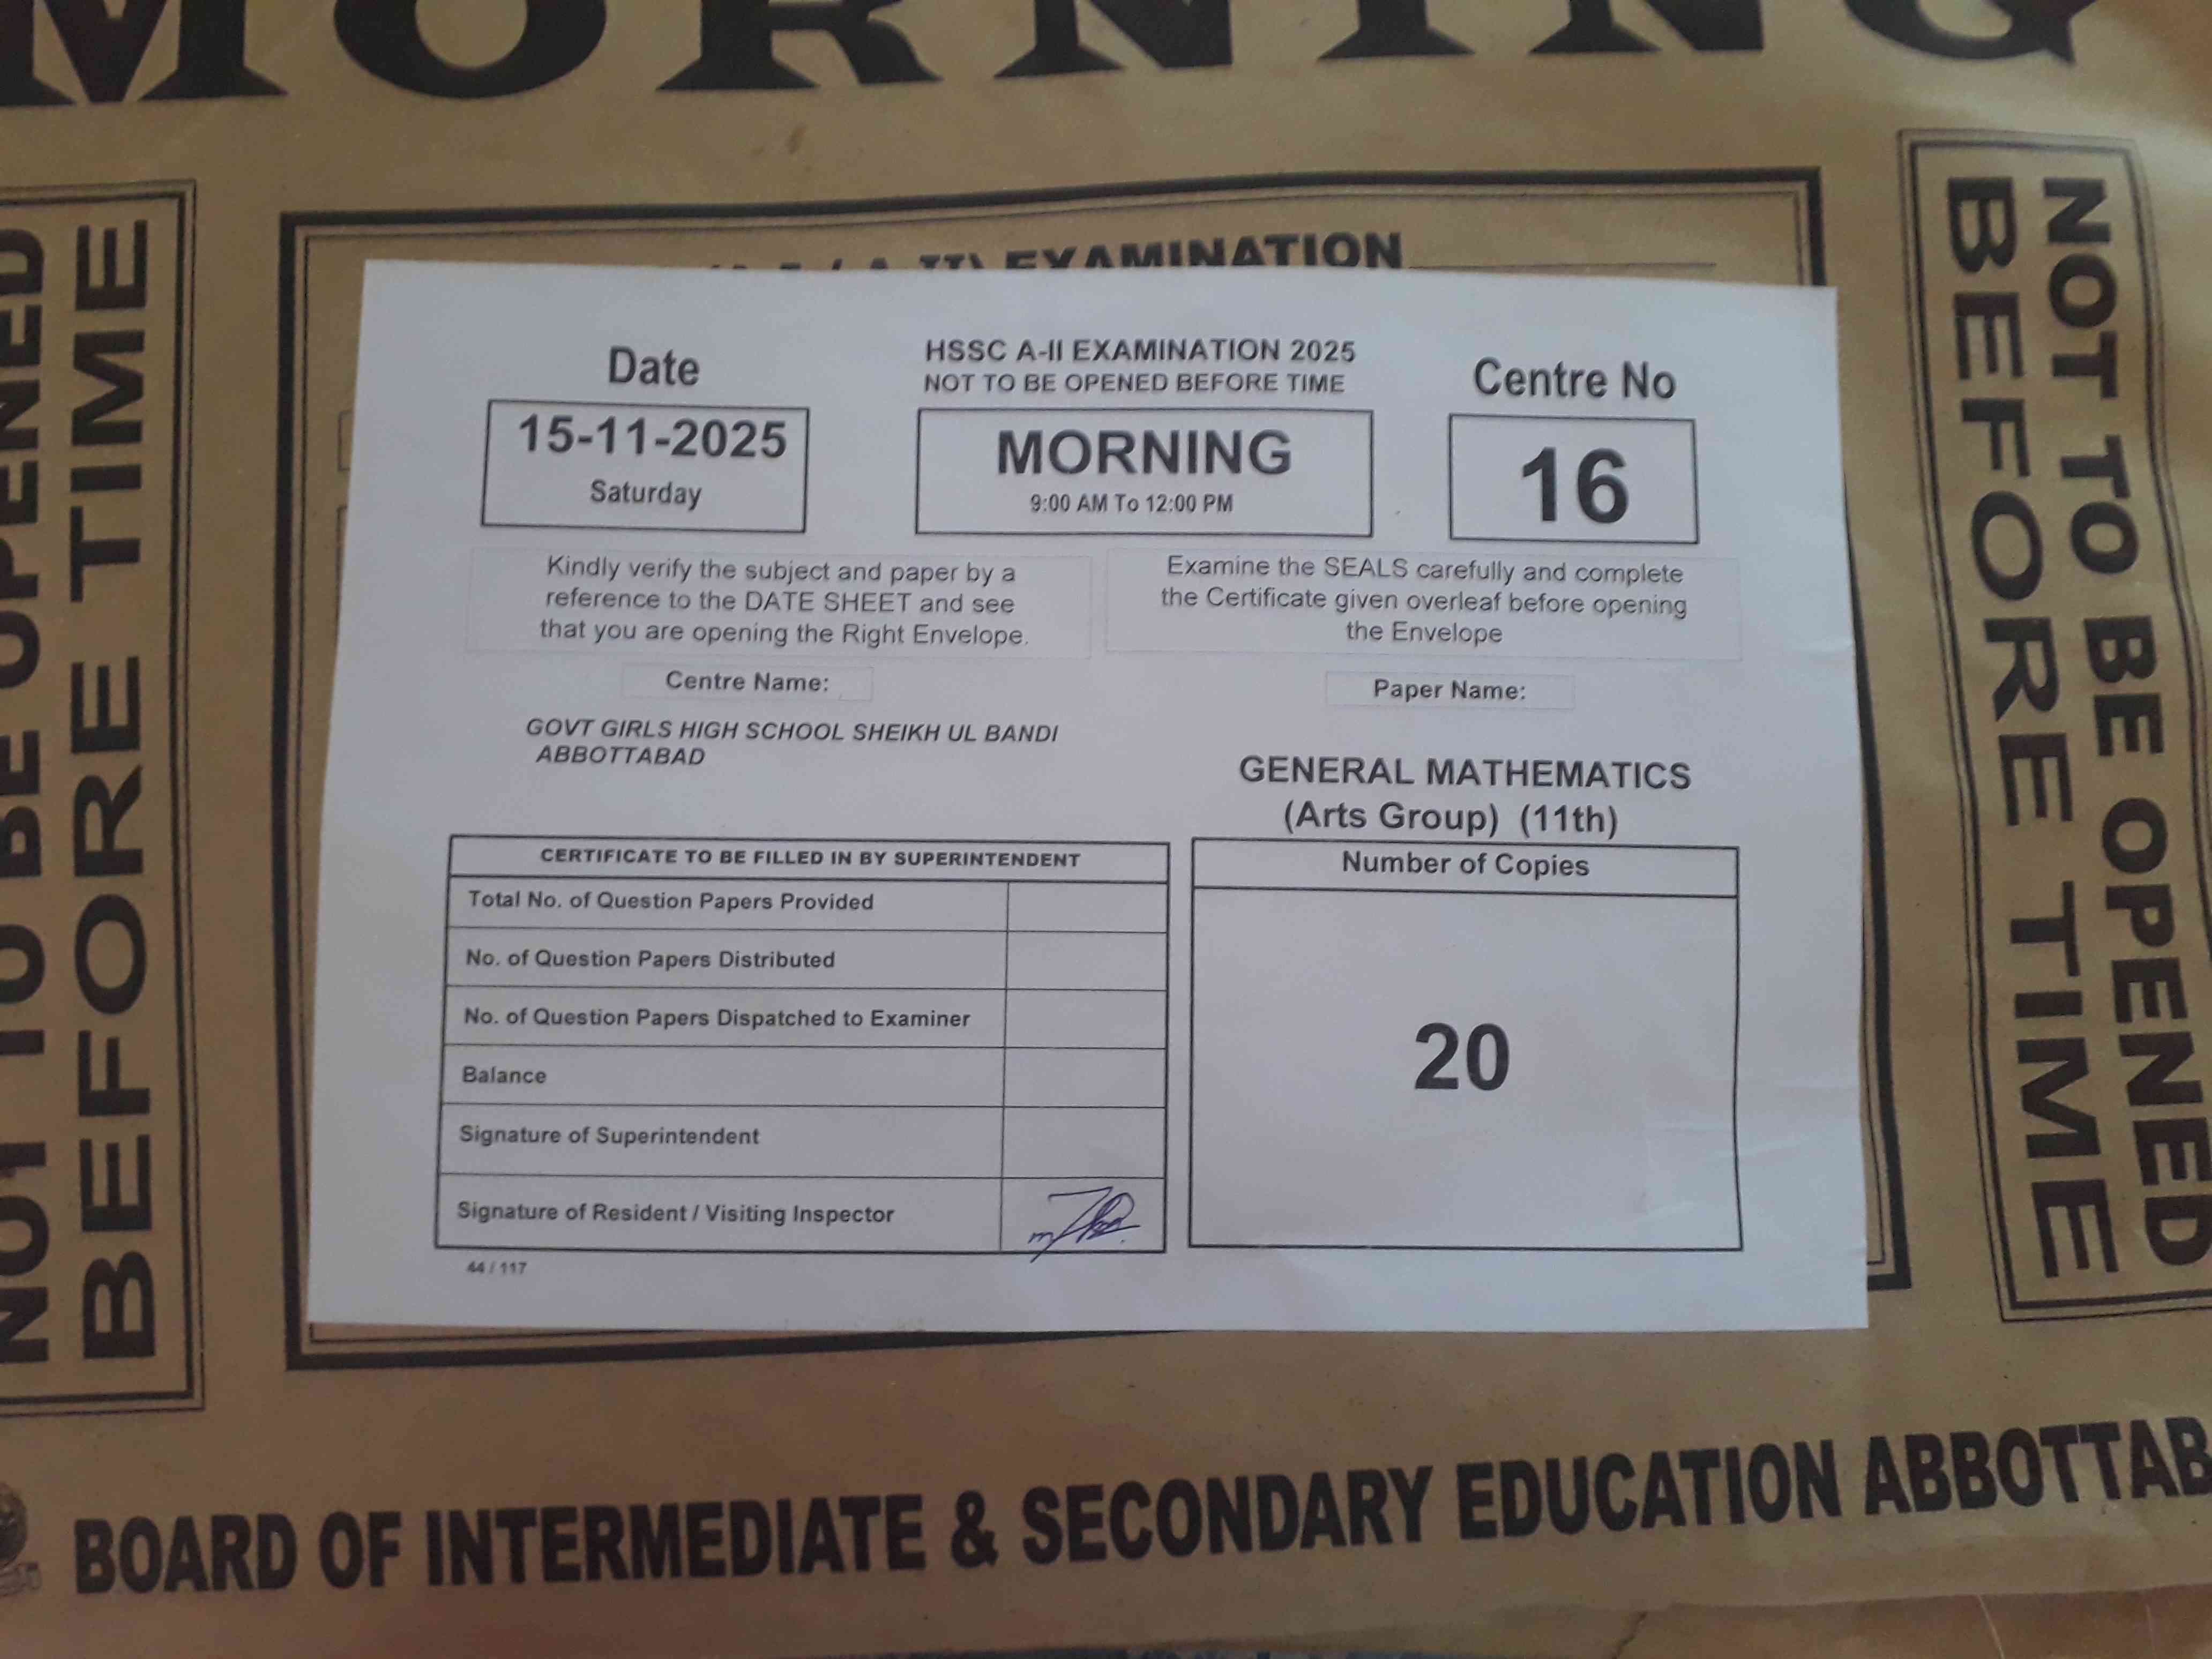 MORNING
NOT TO BE OPENED
BEFORE TIME
EXAMINATION
Date
15-11-2025
Saturday
HSSC A-II EXAMINATION 2025
NOT TO BE OPENED BEFORE TIME
MORNING
9:00 AM To 12:00 PM
Centre No
16
Kindly verify the subject and paper by a
reference to the DATE SHEET and see
that you are opening the Right Envelope.
Examine the SEALS carefully and complete
the Certificate given overleaf before opening
the Envelope
Centre Name:
GOVT GIRLS HIGH SCHOOL SHEIKH UL BANDI
ABBOTTABAD
Paper Name:
GENERAL MATHEMATICS
(Arts Group) (11th)
CERTIFICATE TO BE FILLED IN BY SUPERINTENDENT
Total No. of Question Papers Provided
No. of Question Papers Distributed
No. of Question Papers Dispatched to Examiner
Balance
Signature of Superintendent
Signature of Resident / Visiting Inspector
44 / 117
Number of Copies
20
NOT TO BE OPENED
BEFORE TIME
BOARD OF INTERMEDIATE & SECONDARY EDUCATION ABBOTTAB